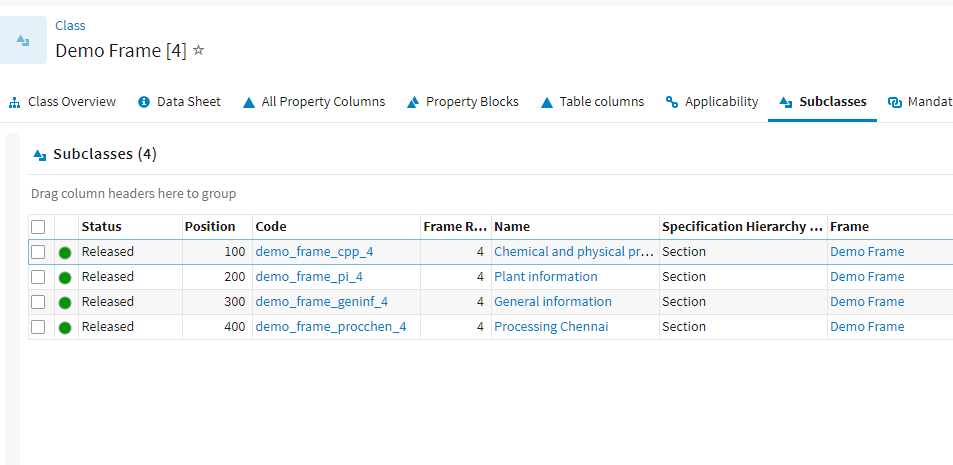 Class
Demo Frame [4]
Class Overview Data Sheet All Property Columns Property Blocks Table columns Applicability Subclasses Mandat
Subclasses (4)
Drag column headers here to group
Status Position Code Frame R... Name Specification Hierarchy ... Frame
Released 100 demo_frame_cpp_4 4 Chemical and physical pr... Section Demo Frame
Released 200 demo_frame_pi_4 4 Plant information Section Demo Frame
Released 300 demo_frame_geninf_4 4 General information Section Demo Frame
Released 400 demo_frame_procchen_4 4 Processing Chennai Section Demo Frame